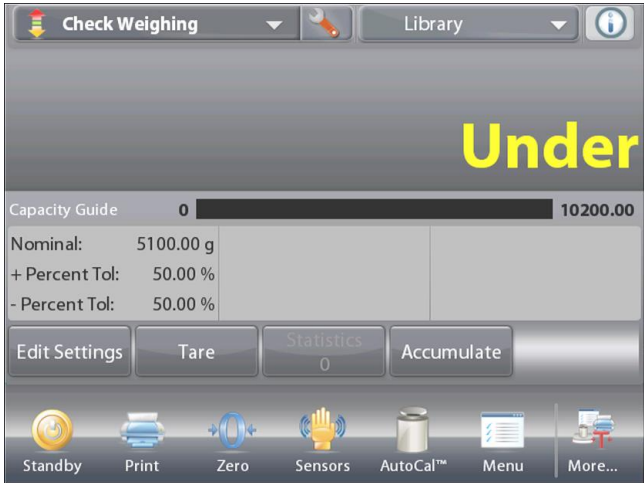 Check Weighing
Library
Under
Capacity Guide 0 10200.00
Nominal: 5100.00 g
+ Percent Tol: 50.00 %
- Percent Tol: 50.00 %
Edit Settings
Tare
Statistics
0
Accumulate
Standby
Print
Zero
Sensors
AutoCal™
Menu
More...